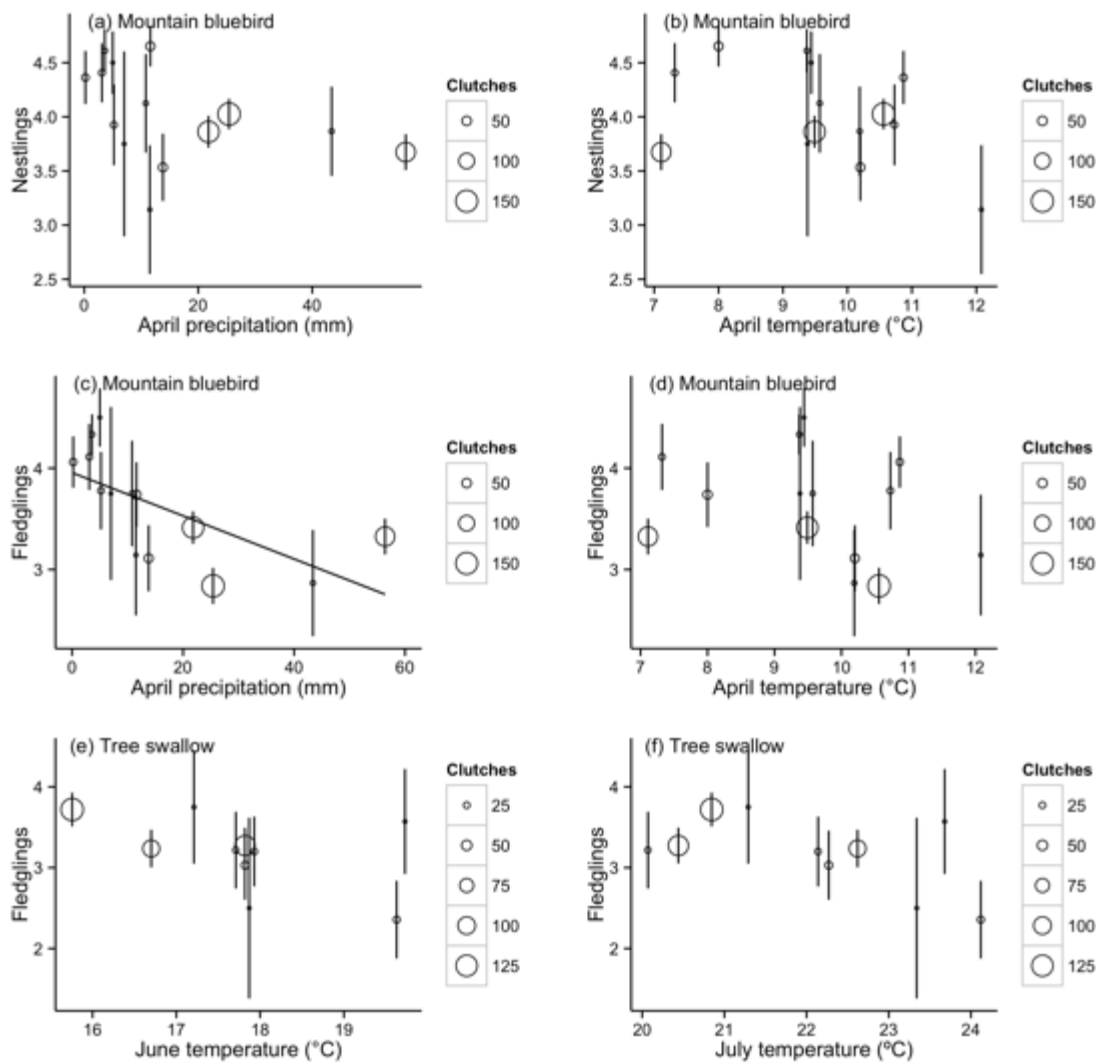 (a) Mountain bluebird
Nestlings
4.5
4.0
3.5
3.0
2.5
0 20 40
April precipitation (mm)
Clutches
50
100
150
(b) Mountain bluebird
Nestlings
4.5
4.0
3.5
3.0
2.5
7 8 9 10 11 12
April temperature (°C)
Clutches
50
100
150
(c) Mountain bluebird
Fledglings
4
3
0 20 40 60
April precipitation (mm)
Clutches
50
100
150
(d) Mountain bluebird
Fledglings
4
3
7 8 9 10 11 12
April temperature (°C)
Clutches
50
100
150
(e) Tree swallow
Fledglings
4
3
2
16 17 18 19
June temperature (°C)
Clutches
25
50
75
100
125
(f) Tree swallow
Fledglings
4
3
2
20 21 22 23 24
July temperature (ºC)
Clutches
25
50
75
100
125